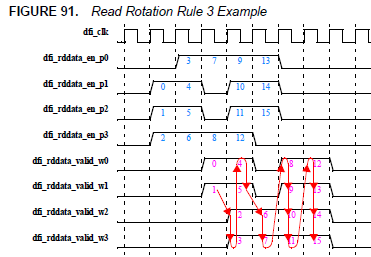 FIGURE 91. Read Rotation Rule 3 Example
dfi_clk
dfi_rddata_en_p0 3 7 9 13
dfi_rddata_en_p1 0 4 10 14
dfi_rddata_en_p2 1 5 11 15
dfi_rddata_en_p3 2 6 8 12
dfi_rddata_valid_w0 0 4 8 12
dfi_rddata_valid_w1 1 5 9 13
dfi_rddata_valid_w2 2 6 10 14
dfi_rddata_valid_w3 3 7 11 15